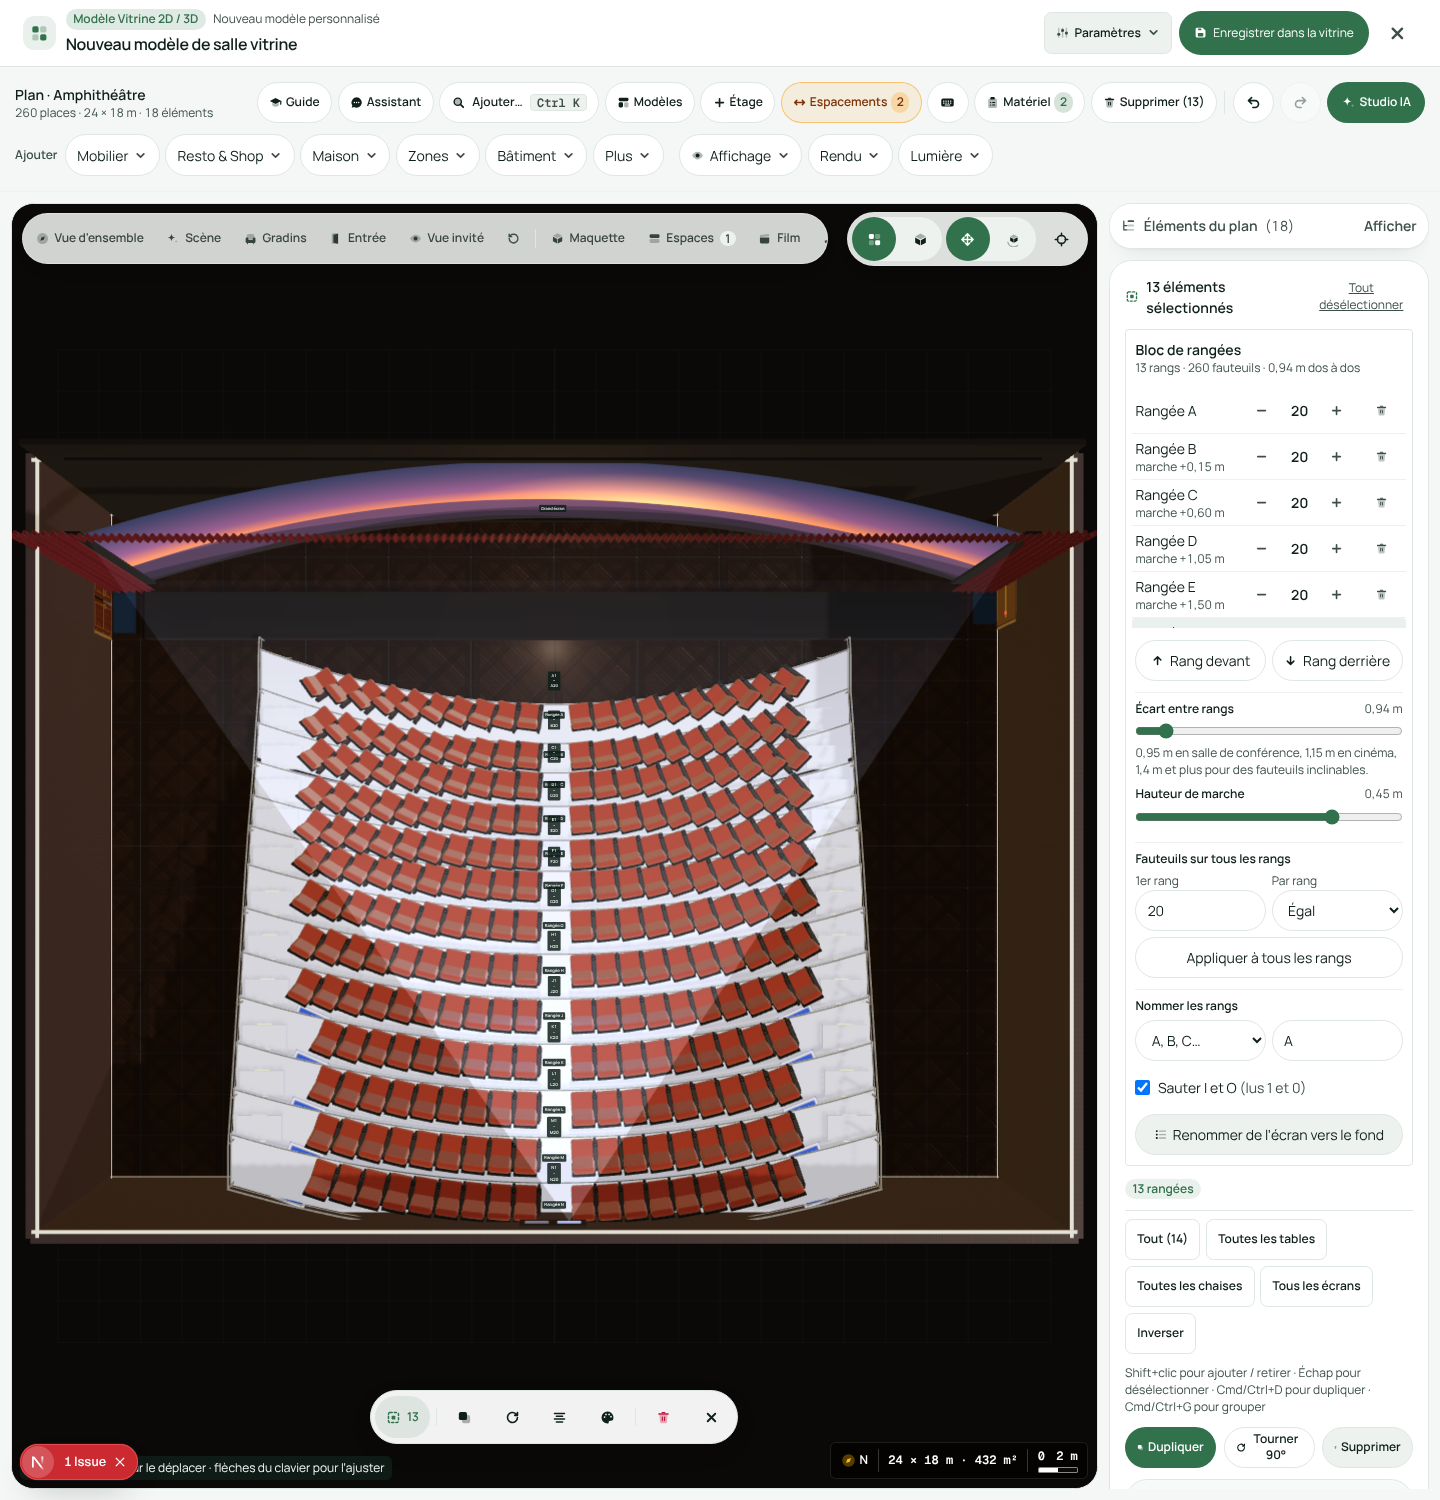 Modèle Vitrine 2D / 3D Nouveau modèle personnalisé
Nouveau modèle de salle vitrine
Paramètres
Enregistrer dans la vitrine
Plan · Amphithéâtre
260 places · 24 × 18 m · 18 éléments
Guide
Assistant
Ajouter... Ctrl K
Modèles
Étage
Espacements 2
Matériel 2
Supprimer (13)
Studio IA
Ajouter
Mobilier
Resto & Shop
Maison
Zones
Bâtiment
Plus
Affichage
Rendu
Lumière
Vue d'ensemble
Scène
Gradins
Entrée
Vue invité
Maquette
Espaces 1
Film
Éléments du plan (18)
Afficher
13 éléments
sélectionnés
Tout
désélectionner
Bloc de rangées
13 rangs · 260 fauteuils · 0,94 m dos à dos
Rangée A
20
Rangée B
marche +0,15 m
20
Rangée C
marche +0,60 m
20
Rangée D
marche +1,05 m
20
Rangée E
marche +1,50 m
20
Rang devant
Rang derrière
Écart entre rangs 0,94 m
0,95 m en salle de conférence, 1,15 m en cinéma,
1,4 m et plus pour des fauteuils inclinables.
Hauteur de marche 0,45 m
Fauteuils sur tous les rangs
1er rang
Par rang
20
Égal
Appliquer à tous les rangs
Nommer les rangs
A, B, C...
A
Sauter I et O (lus 1 et 0)
Renommer de l'écran vers le fond
13 rangées
Tout (14)
Toutes les tables
Toutes les chaises
Tous les écrans
Inverser
Shift+clic pour ajouter / retirer · Échap pour
désélectionner · Cmd/Ctrl+D pour dupliquer ·
Cmd/Ctrl+G pour grouper
Dupliquer
Tourner
90°
Supprimer
13
N
1 Issue
r le déplacer · flèches du clavier pour l'ajuster
N
24 × 18 m · 432 m²
0 2 m